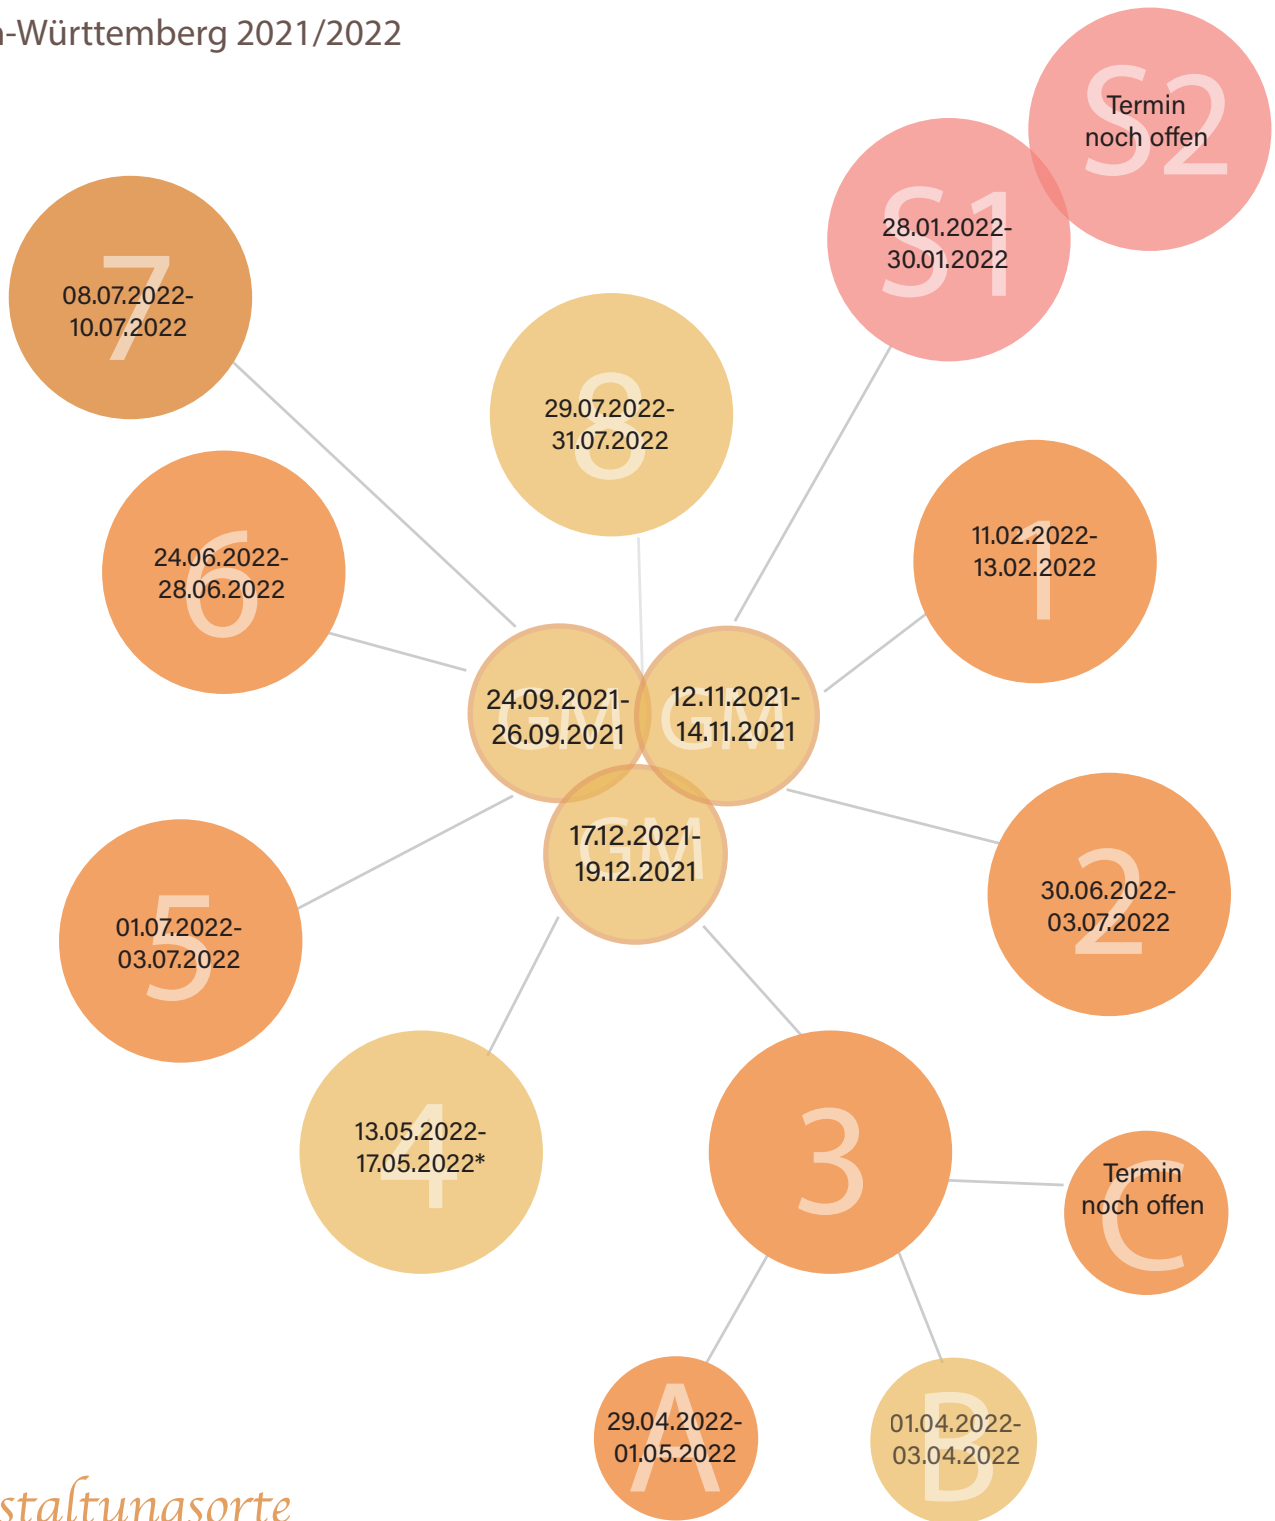 n-Württemberg 2021/2022
S2
Termin
noch offen
S1
28.01.2022-
30.01.2022
7
08.07.2022-
10.07.2022
8
29.07.2022-
31.07.2022
1
11.02.2022-
13.02.2022
6
24.06.2022-
28.06.2022
GM
24.09.2021-
26.09.2021
GM
12.11.2021-
14.11.2021
GM
17.12.2021-
19.12.2021
2
30.06.2022-
03.07.2022
5
01.07.2022-
03.07.2022
4
13.05.2022-
17.05.2022*
3
C
Termin
noch offen
A
29.04.2022-
01.05.2022
B
01.04.2022-
03.04.2022
staltungsorte